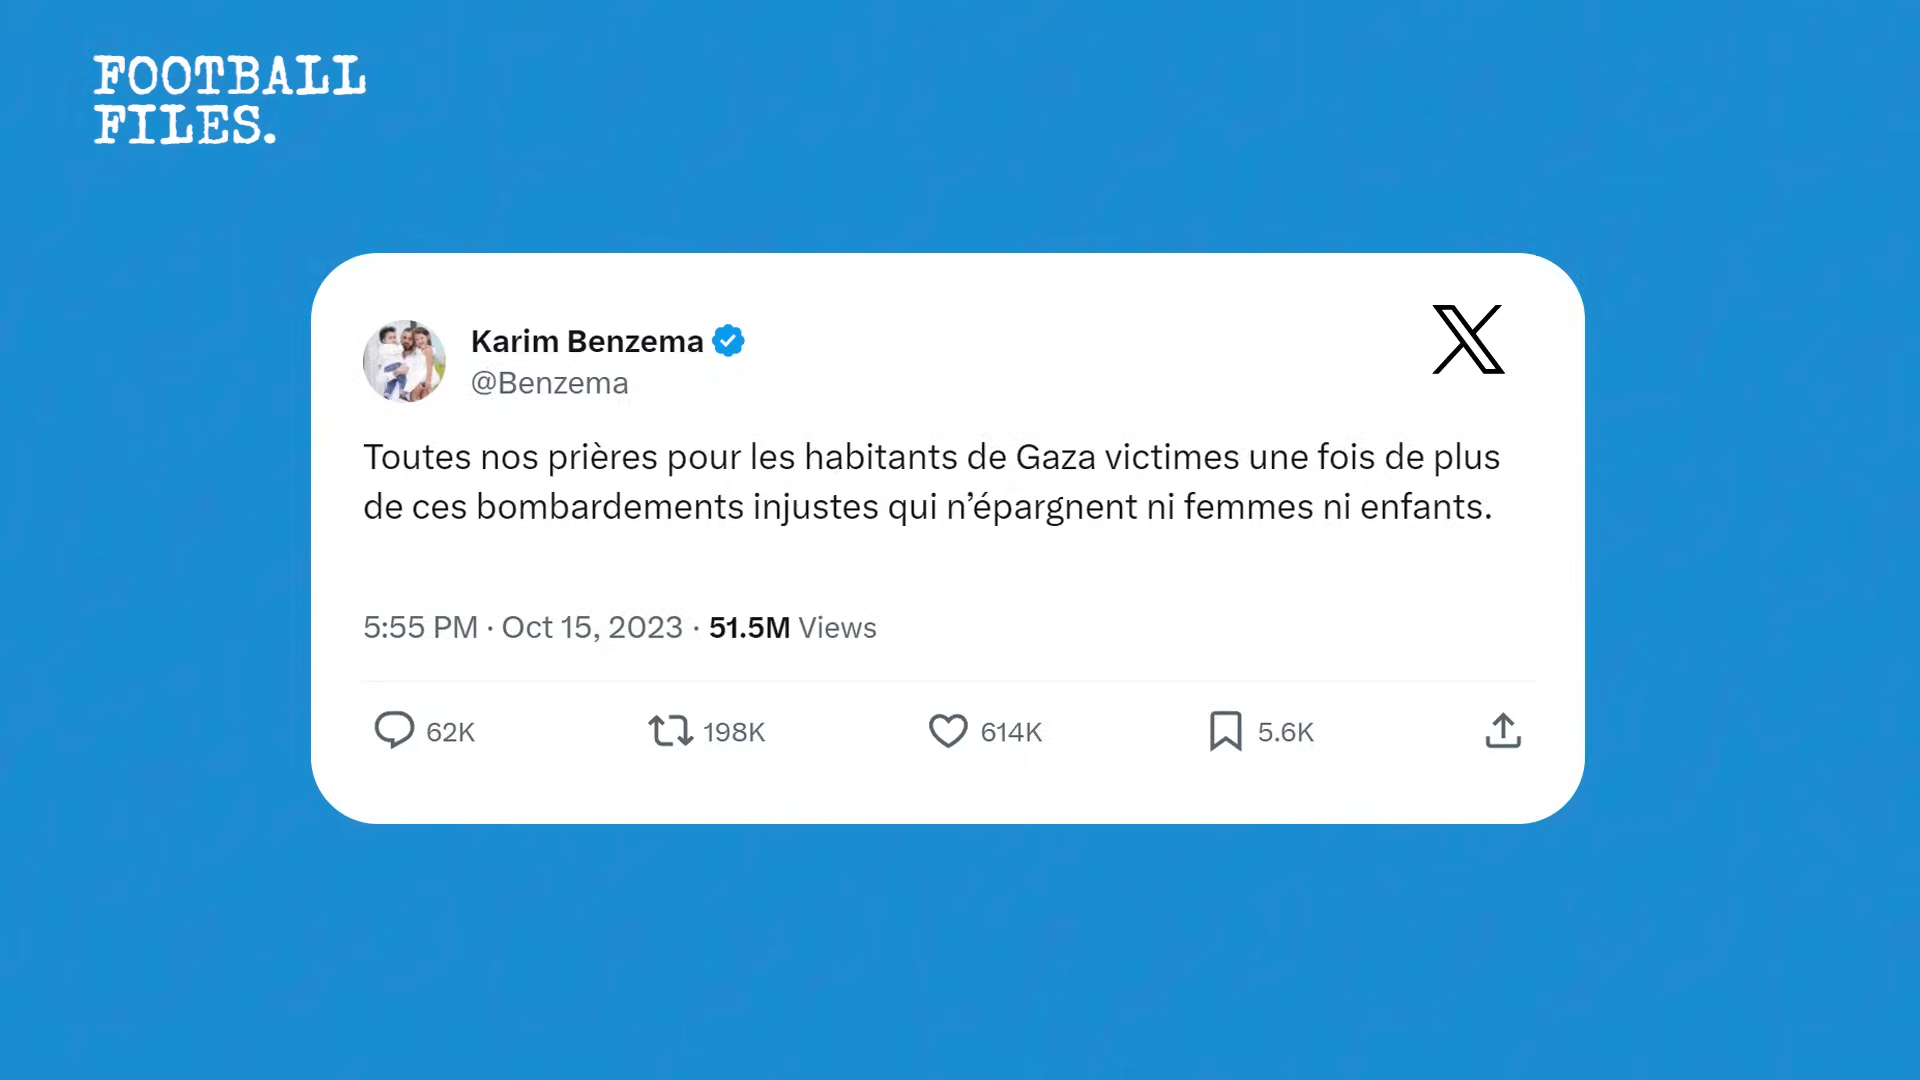 FOOTBALL
FILES.
Karim Benzema
@Benzema
Toutes nos prières pour les habitants de Gaza victimes une fois de plus
de ces bombardements injustes qui n’épargnent ni femmes ni enfants.
5:55 PM · Oct 15, 2023 · 51.5M Views
62K 198K 614K 5.6K